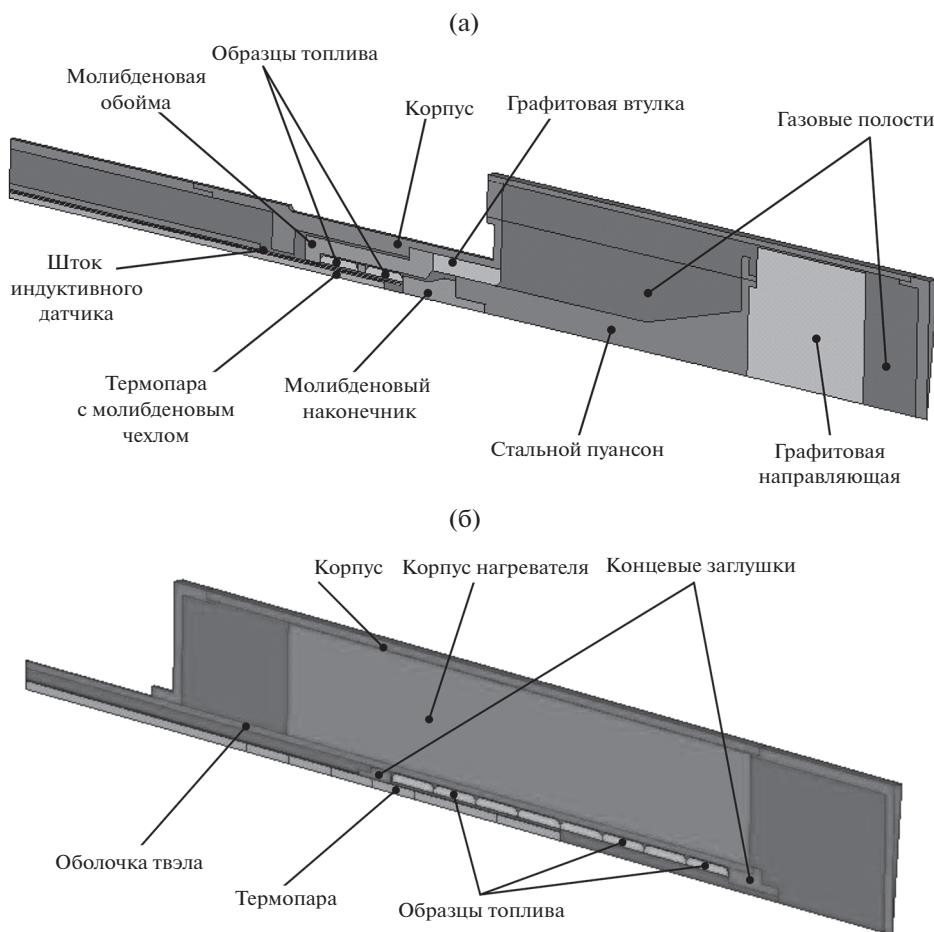 (а)
Образцы топлива
Молибденовая
обойма
Корпус
Графитовая втулка
Газовые полости
Шток
индуктивного
датчика
Термопара
с молибденовым
чехлом
Молибденовый
наконечник
Стальной пуансон
Графитовая
направляющая
(б)
Корпус
Корпус нагревателя
Концевые заглушки
Оболочка твэла
Термопара
Образцы топлива